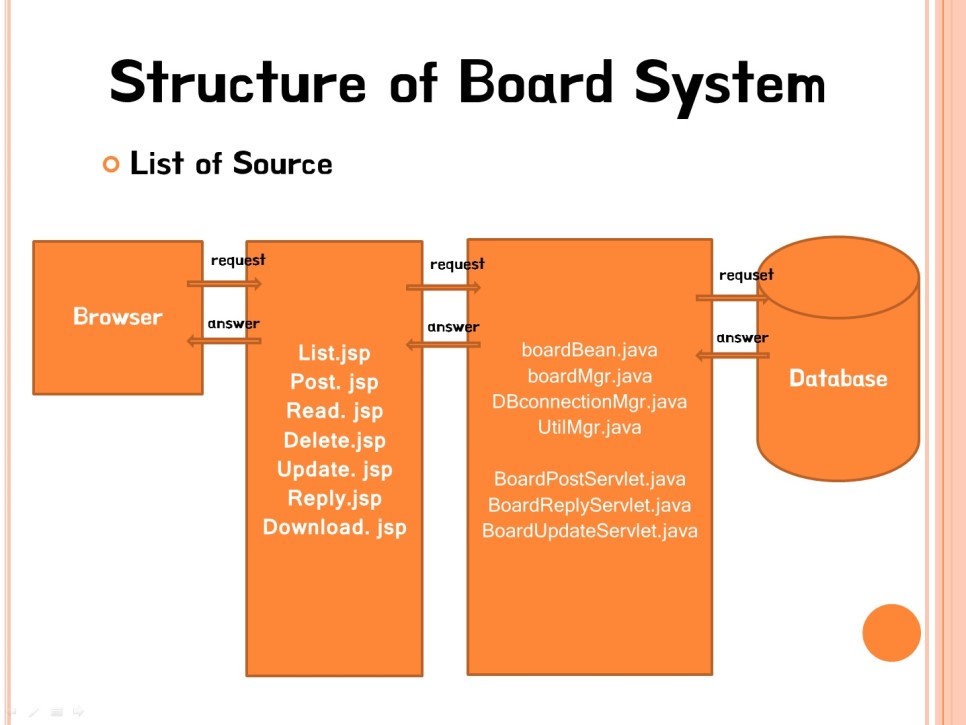 Structure of Board System
List of Source
Browser
request
answer
List.jsp
Post. jsp
Read. jsp
Delete.jsp
Update. jsp
Reply.jsp
Download. jsp
request
answer
boardBean.java
boardMgr.java
DBconnectionMgr.java
UtilMgr.java
BoardPostServlet.java
BoardReplyServlet.java
BoardUpdateServlet.java
requset
answer
Database